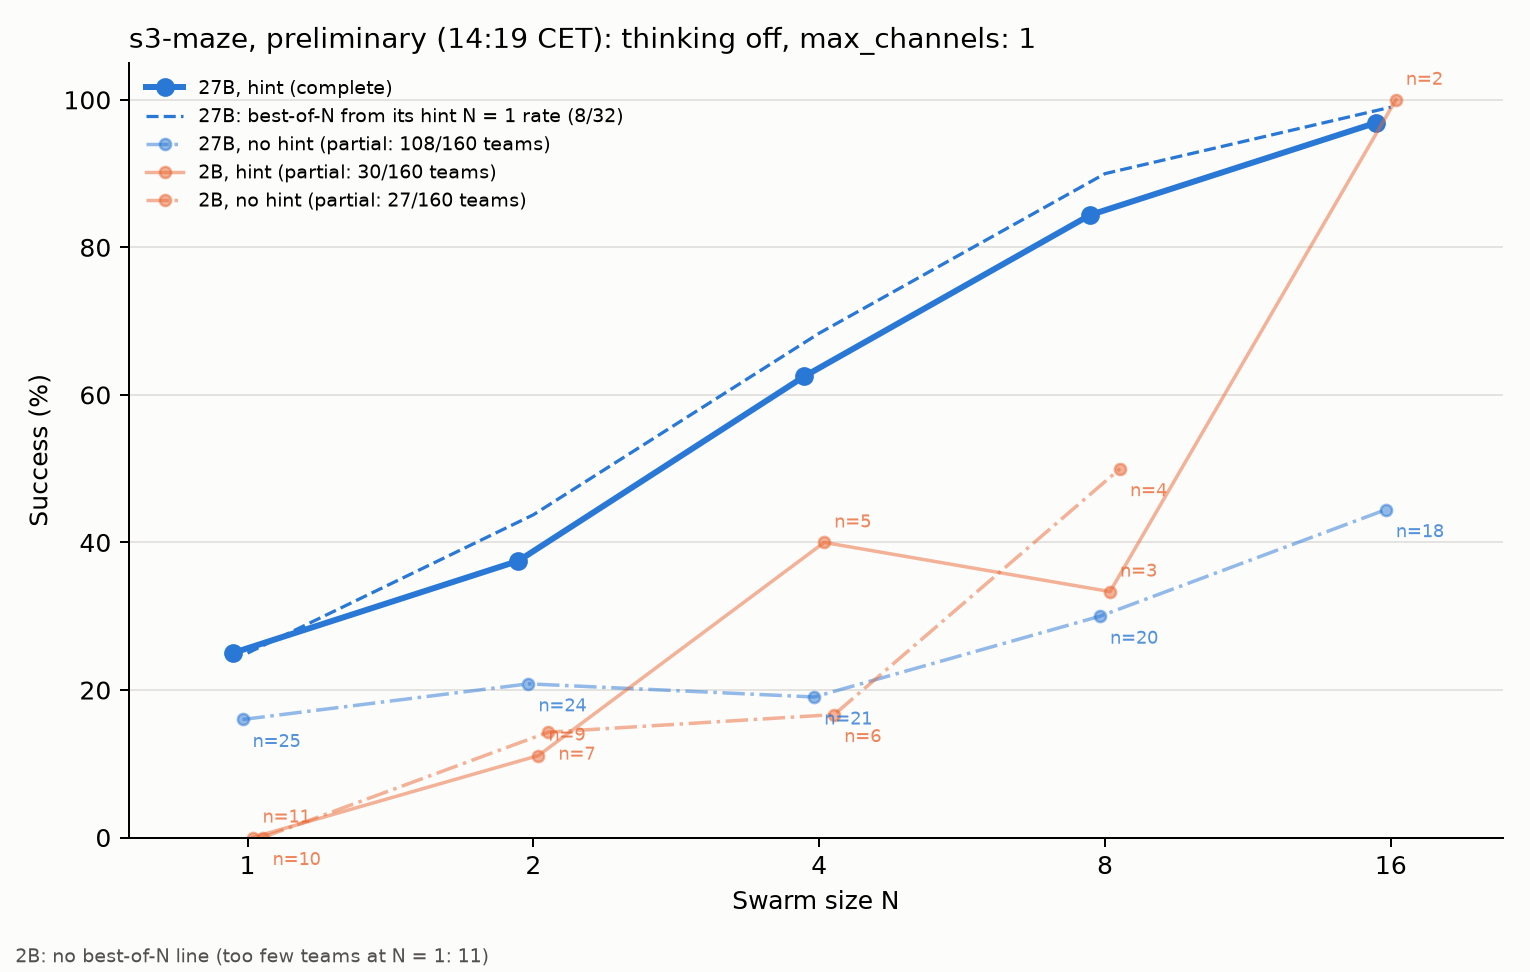 s3-maze, preliminary (14:19 CET): thinking off, max_channels: 1
27B, hint (complete)
27B: best-of-N from its hint N = 1 rate (8/32)
27B, no hint (partial: 108/160 teams)
2B, hint (partial: 30/160 teams)
2B, no hint (partial: 27/160 teams)
Success (%)
100
80
60
40
20
0
n=2
n=4
n=18
n=5
n=3
n=20
n=24
n=21
n=9
n=6
n=7
n=25
n=11
n=10
1
2
4
8
16
Swarm size N
2B: no best-of-N line (too few teams at N = 1: 11)